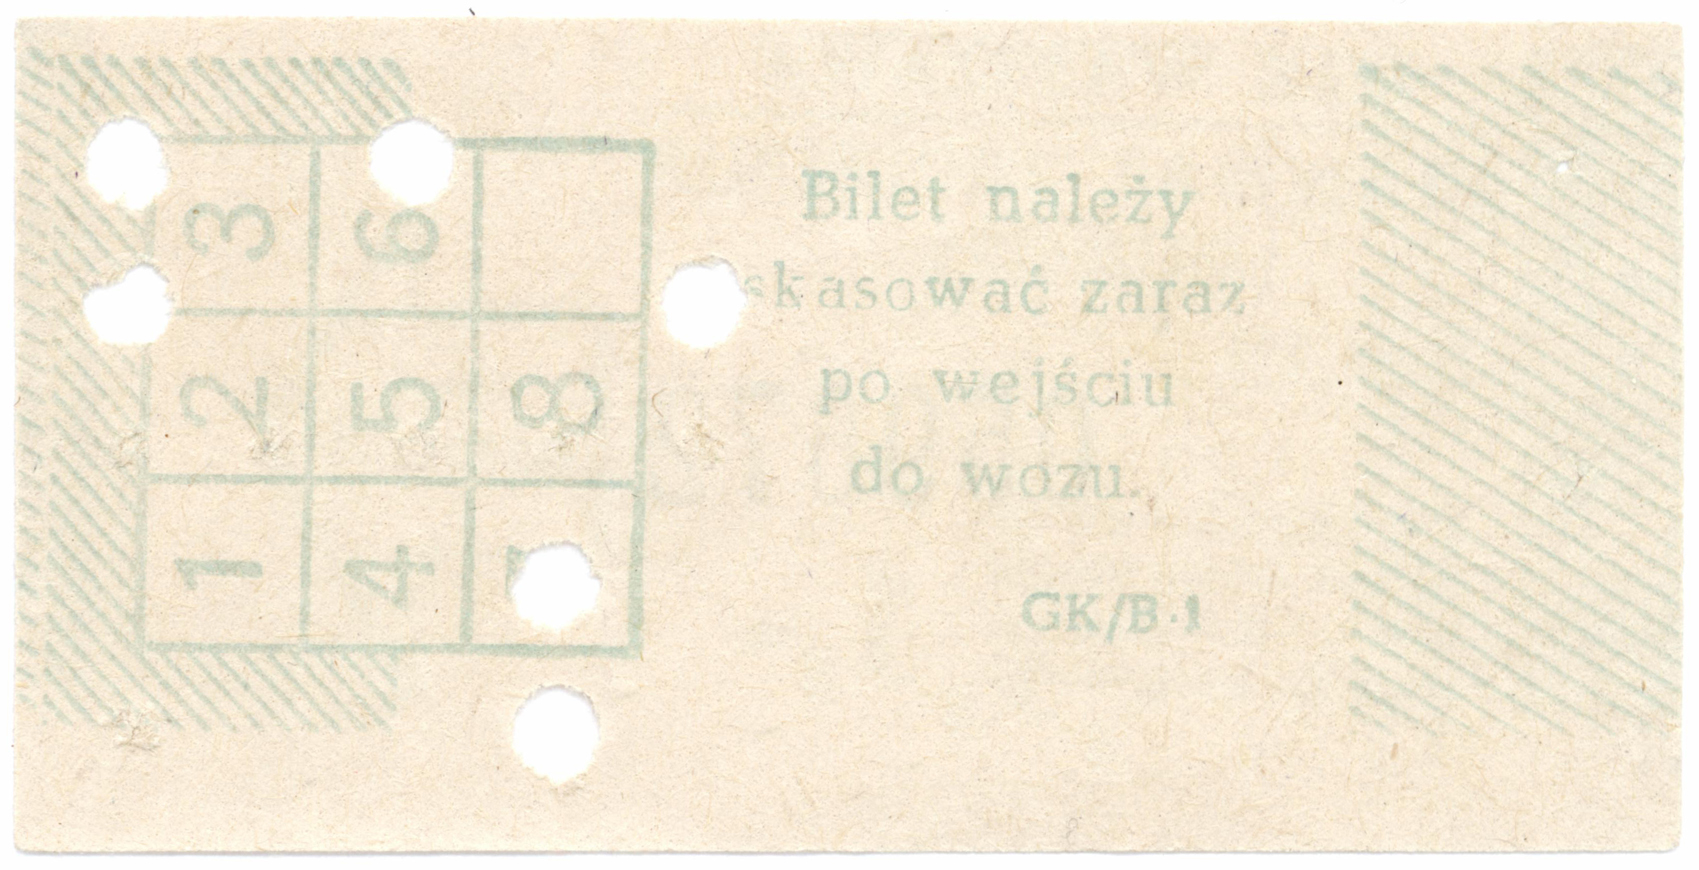 3 6
2 5 8
1 4 7
Bilet należy
skasować zaraz
po wejściu
do wozu.
GK/B·1